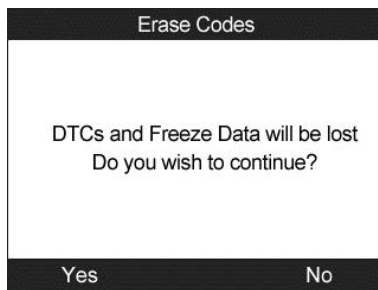 Erase Codes
DTCs and Freeze Data will be lost
Do you wish to continue?
Yes No